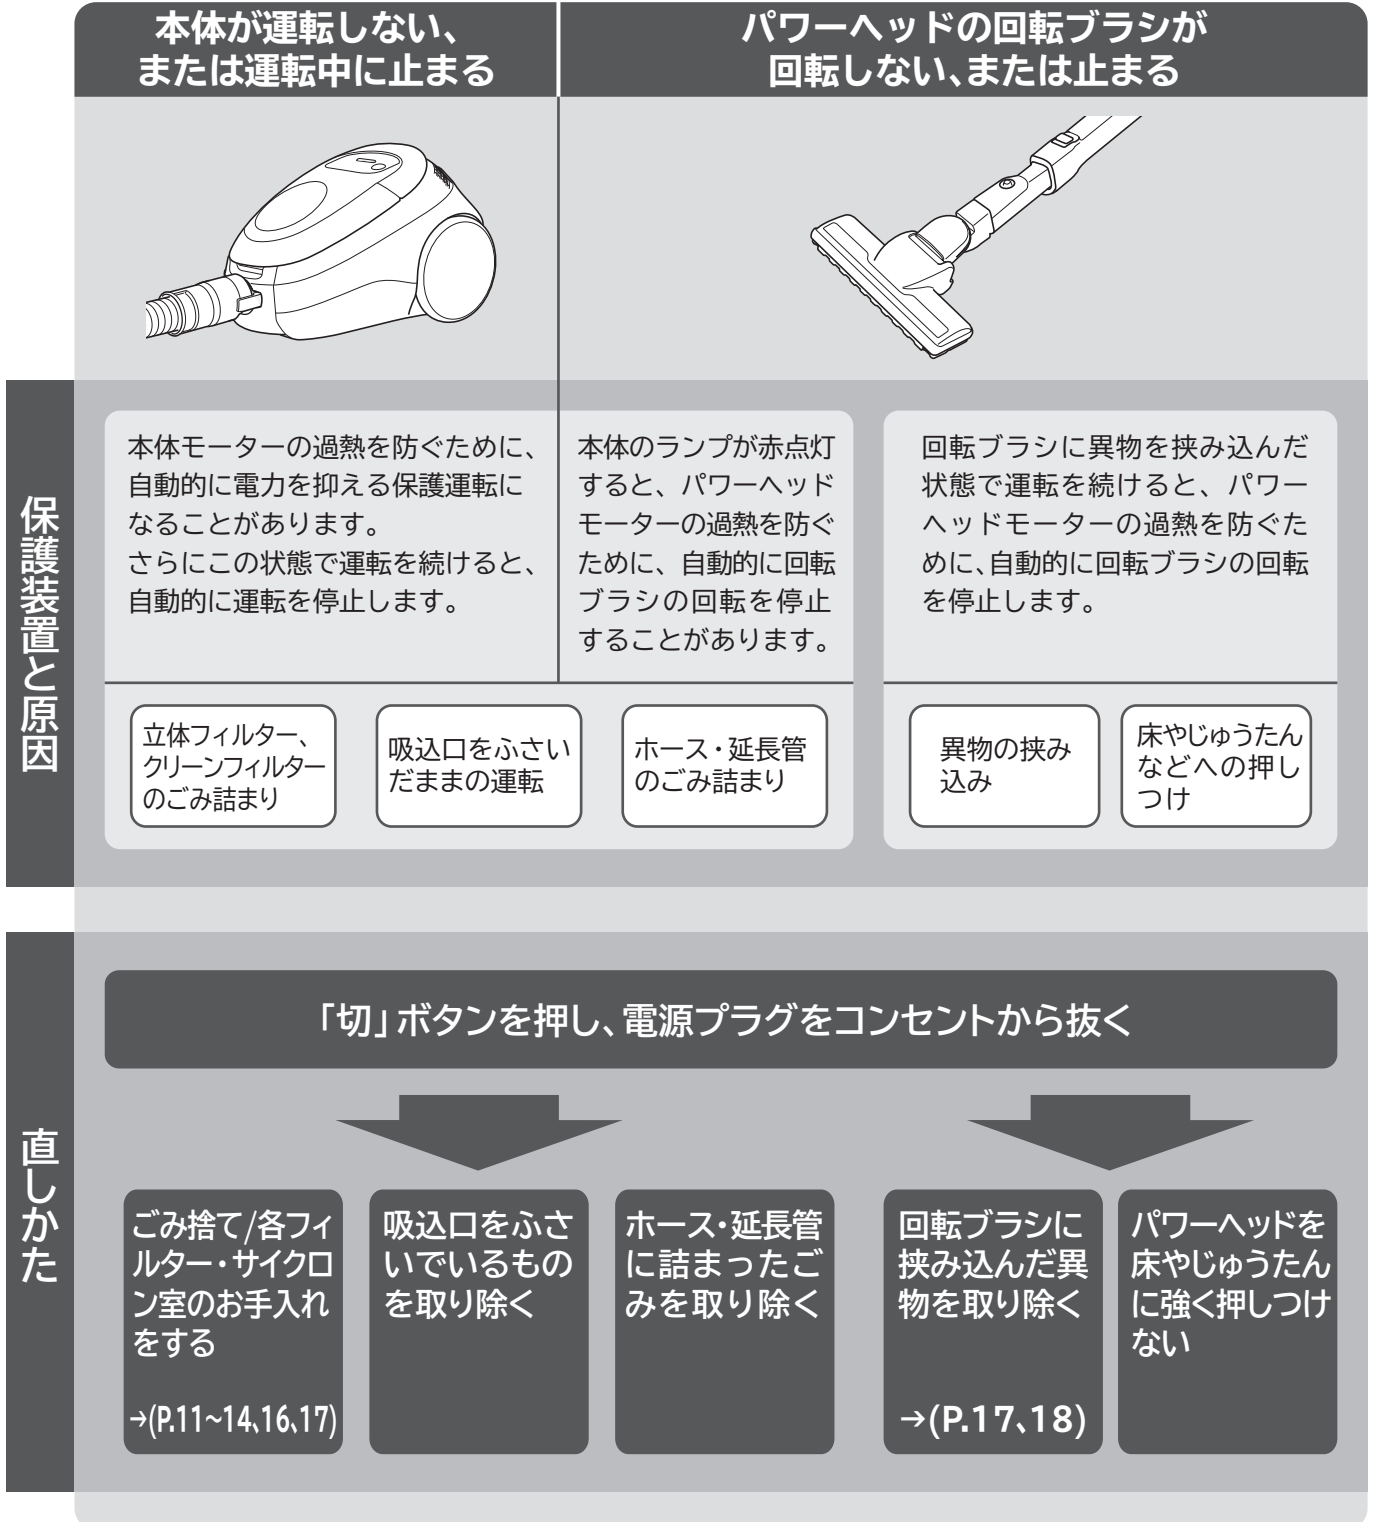 本体が運転しない、
または運転中に止まる
パワーヘッドの回転ブラシが
回転しない、または止まる
保護装置と原因
本体モーターの過熱を防ぐために、
自動的に電力を抑える保護運転に
なることがあります。
さらにこの状態で運転を続けると、
自動的に運転を停止します。
本体のランプが赤点灯
すると、パワーヘッド
モーターの過熱を防ぐ
ために、自動的に回転
ブラシの回転を停止
することがあります。
回転ブラシに異物を挟み込んだ
状態で運転を続けると、パワー
ヘッドモーターの過熱を防ぐた
めに、自動的に回転ブラシの回転
を停止します。
立体フィルター、
クリーンフィルター
のごみ詰まり
吸込口をふさい
だままの運転
ホース・延長管
のごみ詰まり
異物の挟み
込み
床やじゅうたん
などへの押し
つけ
直しかた
「切」ボタンを押し、電源プラグをコンセントから抜く
ごみ捨て/各フィ
ルター・サイクロ
ン室のお手入れ
をする
→(P.11~14、16、17)
吸込口をふさ
いでいるもの
を取り除く
ホース・延長管
に詰まったご
みを取り除く
回転ブラシに
挟み込んだ異
物を取り除く
→(P.17、18)
パワーヘッドを
床やじゅうたん
に強く押しつけ
ない